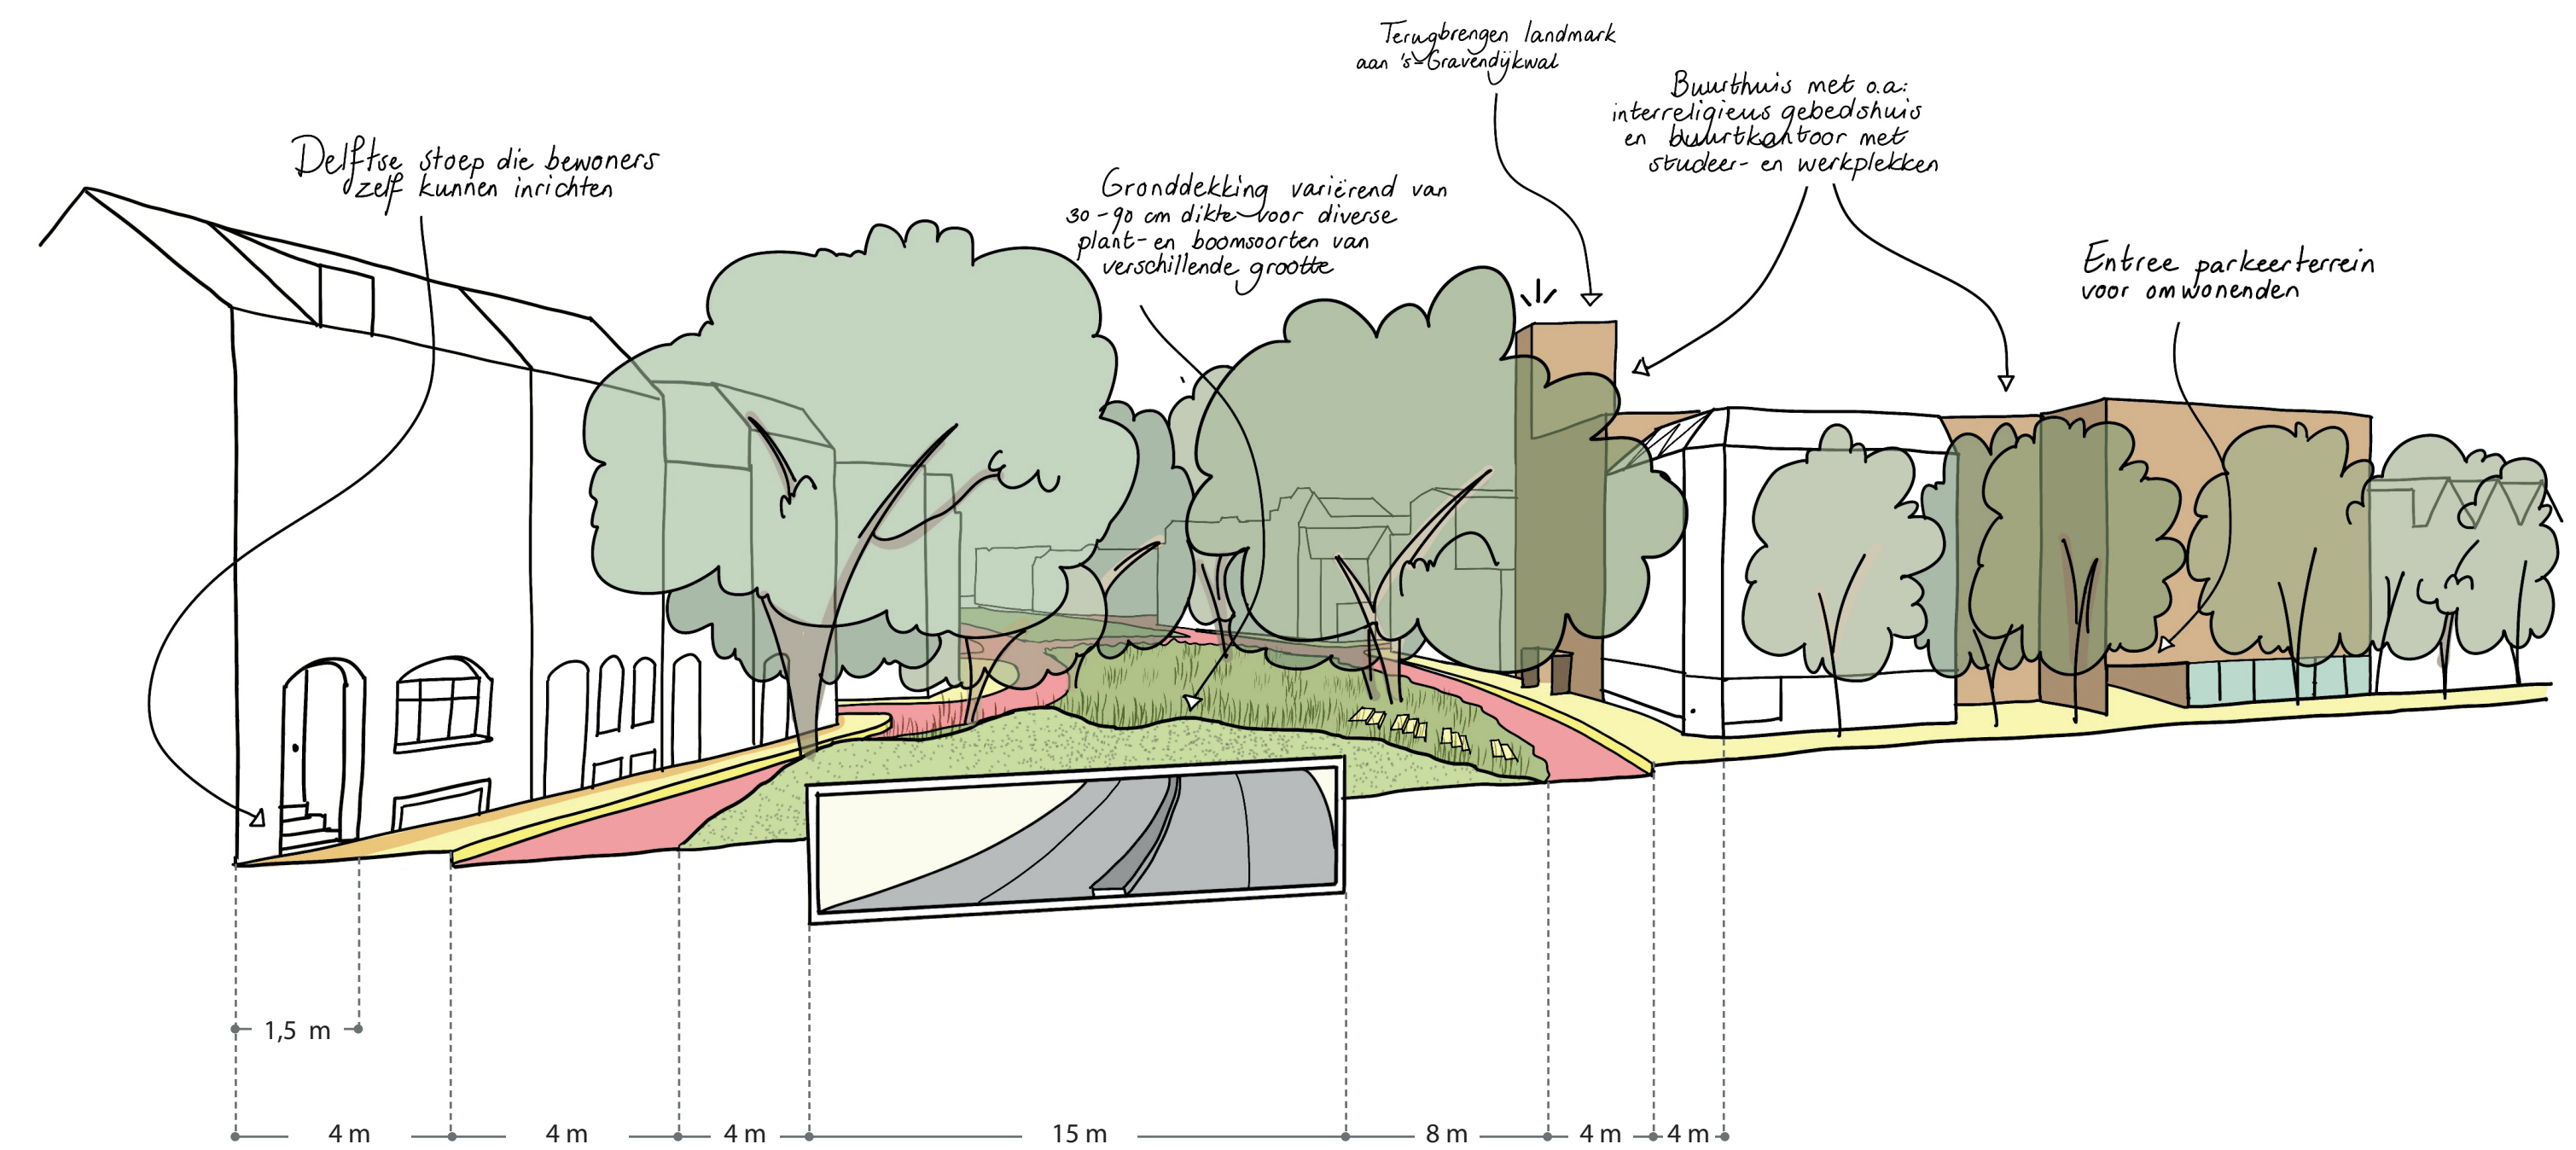 Terugbrengen landmark
aan 's-Gravendijkwal
Buurthuis met o.a:
interreligieus gebedshuis
en buurtkantoor met
studeer- en werkplekken
Delftse stoep die bewoners
zelf kunnen inrichten
Gronddekking variërend van
30-90 cm dikte voor diverse
plant- en boomsoorten van
verschillende grootte
Entree parkeerterrein
voor omwonenden
1,5 m
4 m
4 m
4 m
15 m
8 m
4 m
4 m